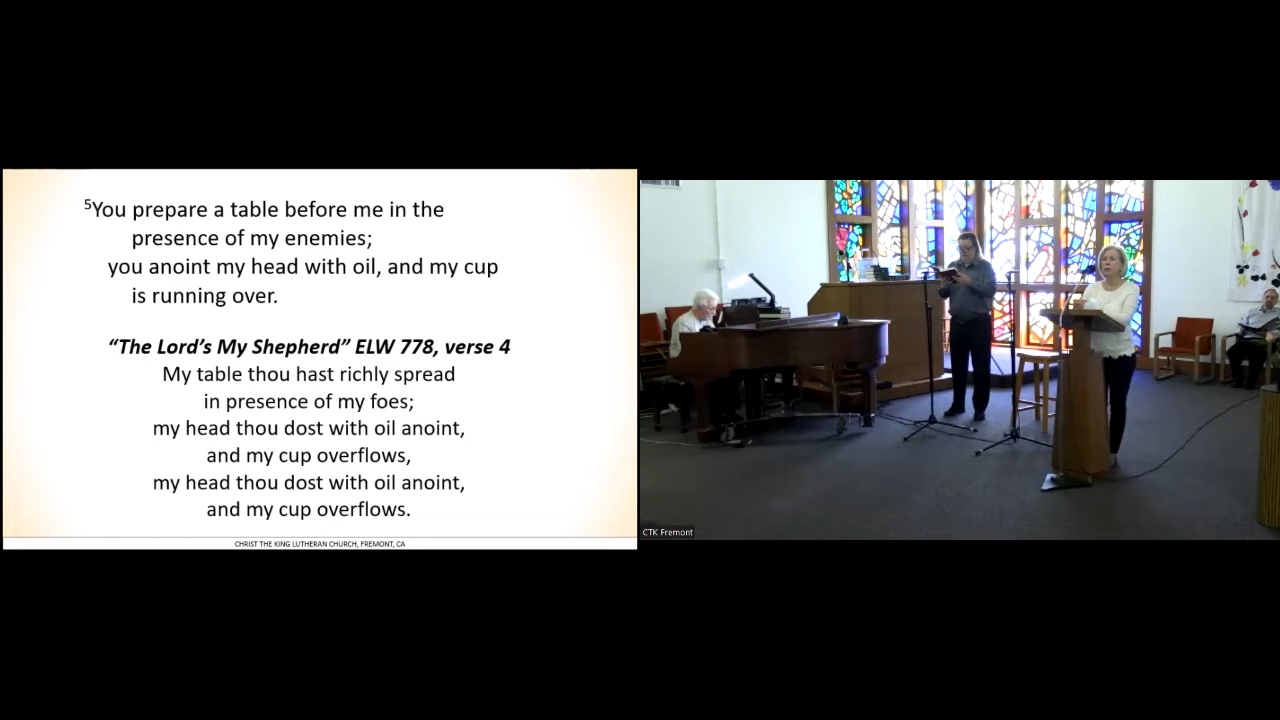 ⁵You prepare a table before me in the
presence of my enemies;
you anoint my head with oil, and my cup
is running over.
“The Lord’s My Shepherd” ELW 778, verse 4
My table thou hast richly spread
in presence of my foes;
my head thou dost with oil anoint,
and my cup overflows,
my head thou dost with oil anoint,
and my cup overflows.
CHRIST THE KING LUTHERAN CHURCH, FREMONT, CA
CTK Fremont